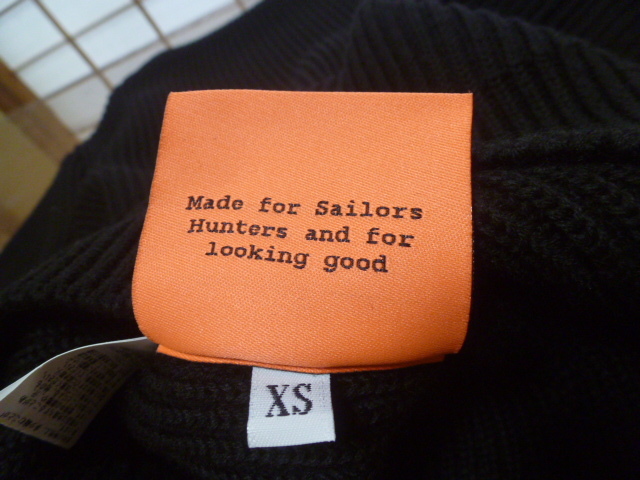 Made for Sailors
Hunters and for
looking good
XS